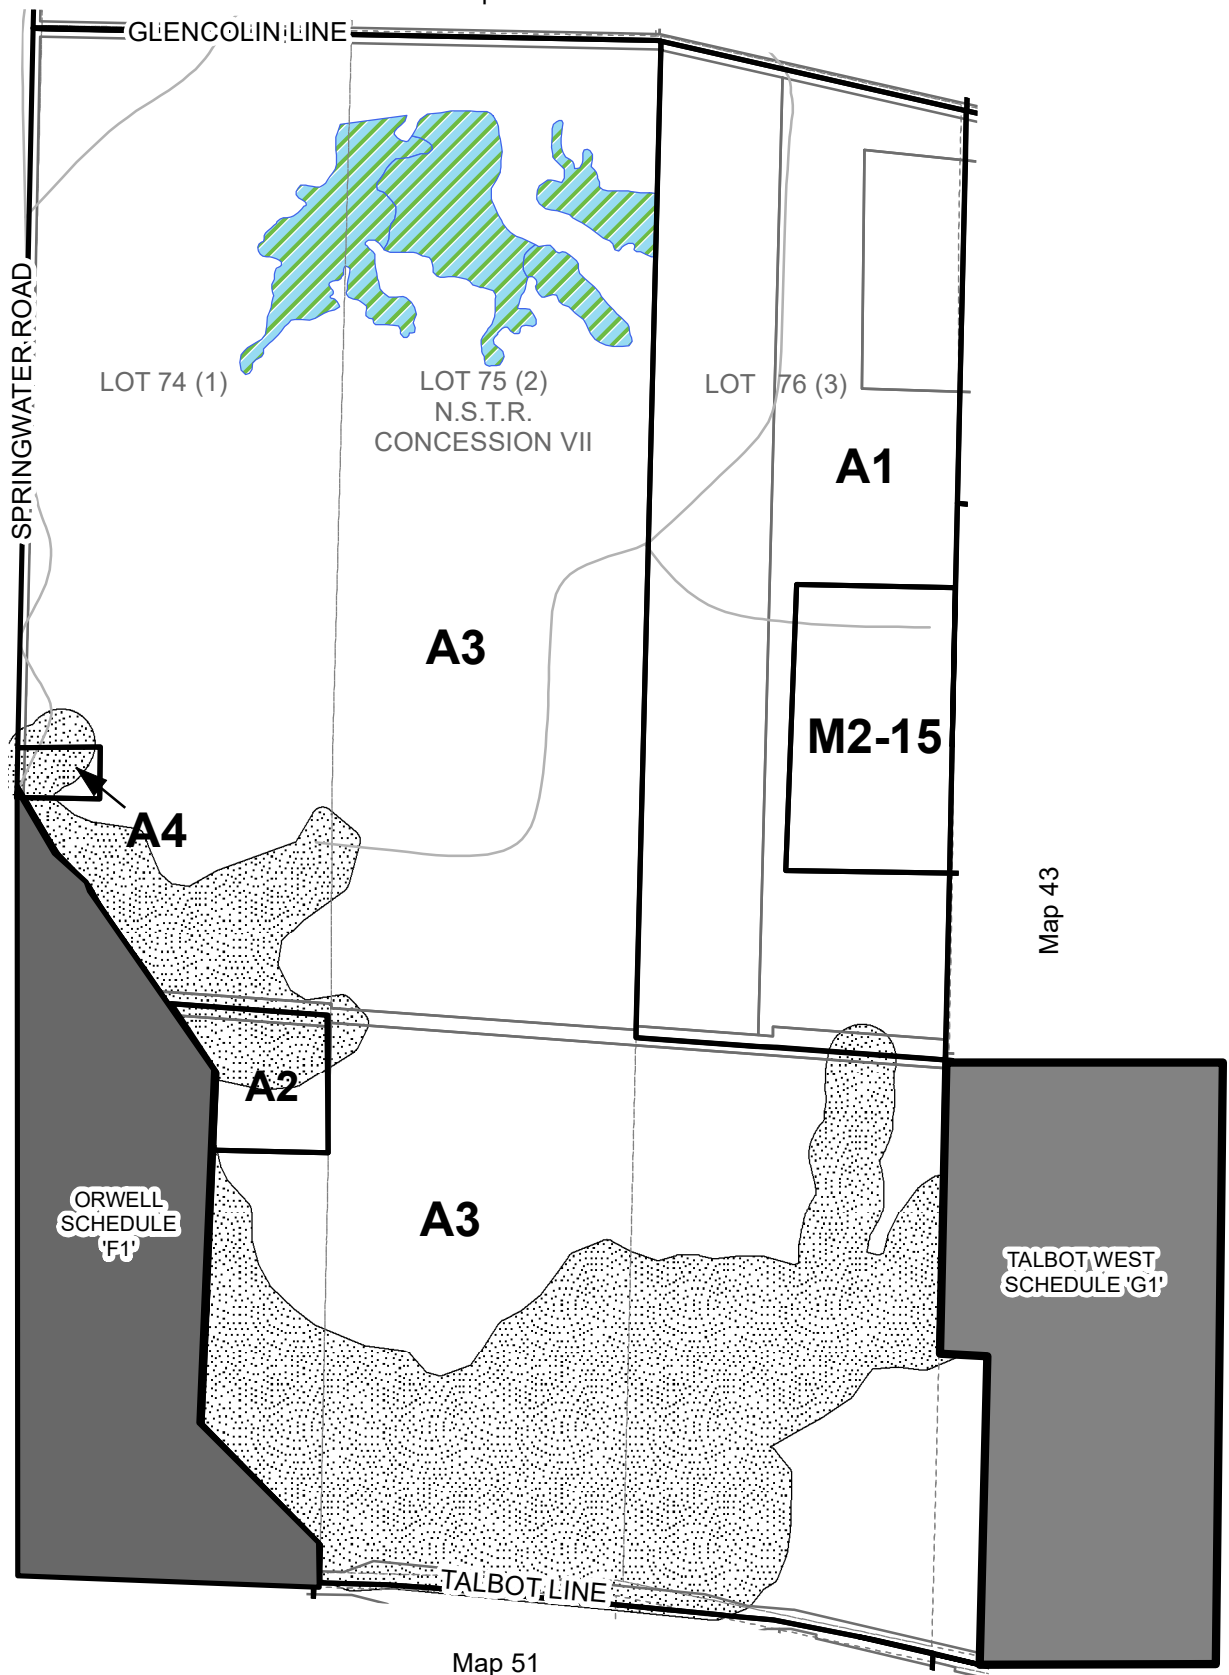 GLENCOLIN LINE
SPRINGWATER ROAD
LOT 74 (1)
LOT 75 (2)
N.S.T.R.
CONCESSION VII
LOT 76 (3)
A1
A3
M2-15
A4
Map 43
A2
A3
ORWELL
SCHEDULE
'F1'
TALBOT WEST
SCHEDULE 'G1'
TALBOT LINE
Map 51